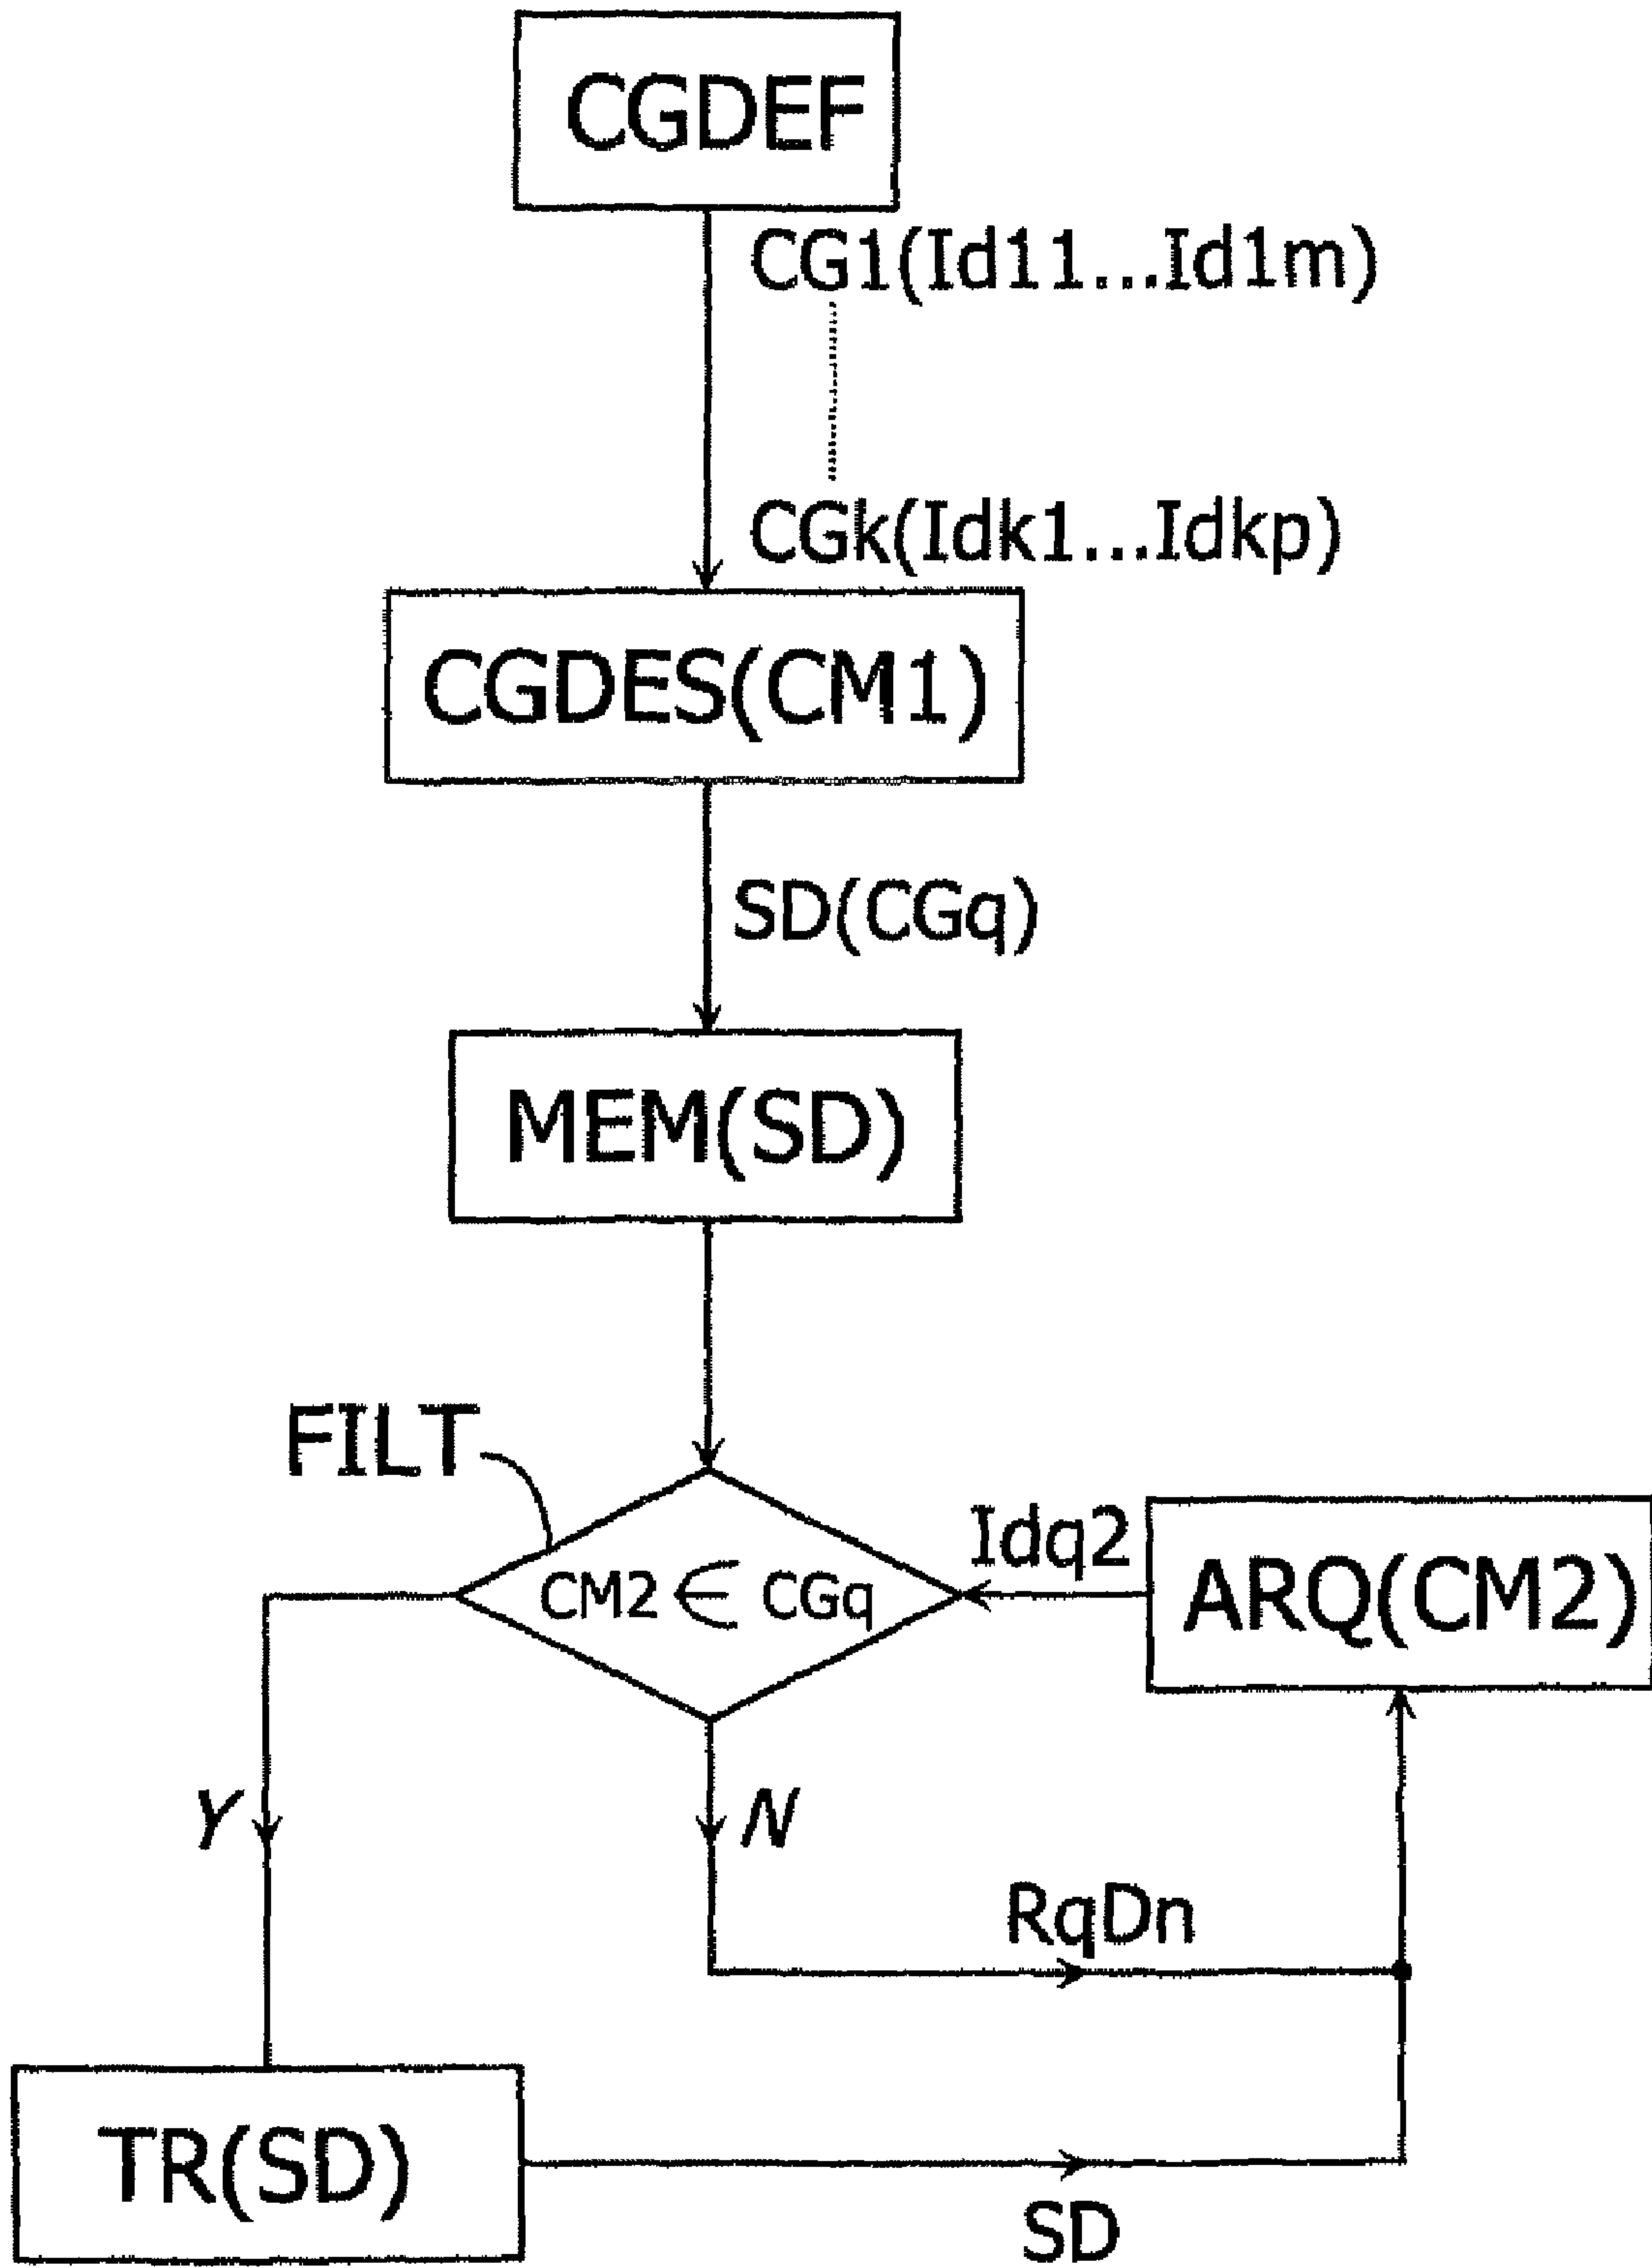 CGDEF
CG1(Id11...Id1m)
CGk(Idk1...Idkp)
CGDES(CM1)
SD(CGq)
MEM(SD)
FILT
CM2 ∈ CGq
Idq2
ARQ(CM2)
Y
N
RqDn
TR(SD)
SD